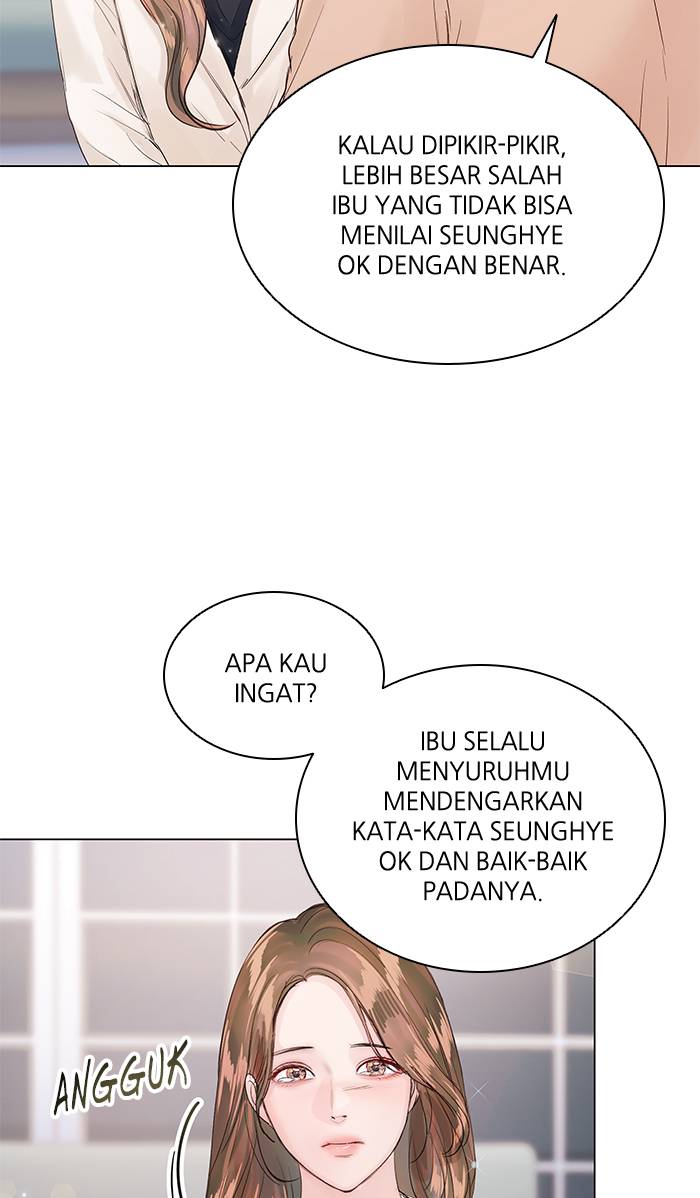 KALAU DIPIKIR-PIKIR,
LEBIH BESAR SALAH
IBU YANG TIDAK BISA
MENILAI SEUNGHYE
OK DENGAN BENAR.
APA KAU
INGAT?
IBU SELALU
MENYURUHMU
MENDENGARKAN
KATA-KATA SEUNGHYE
OK DAN BAIK-BAIK
PADANYA.
ANGGUK